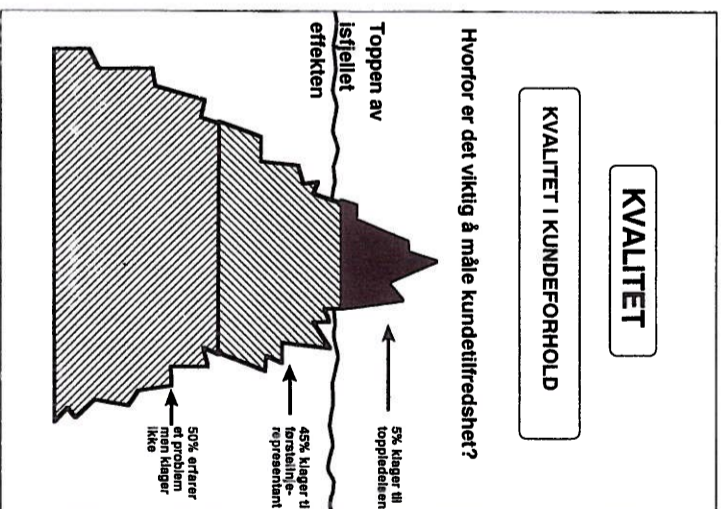 KVALITET
KVALITET I KUNDEFORHOLD
Hvorfor er det viktig å måle kundetilfredshet?
Toppen av
isfjellet
effekten
5% klager til
toppledelsen
45% klager ti
førstelinje-
representant
50% erfarer
et problem
men klager
ikke